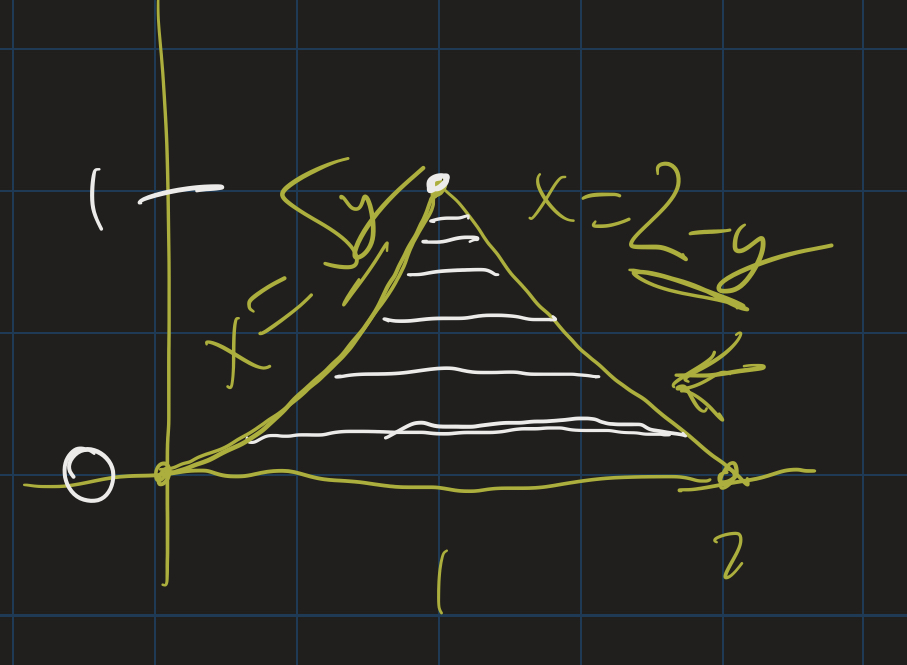 1
x = y
x = 2 - y
0
1
2